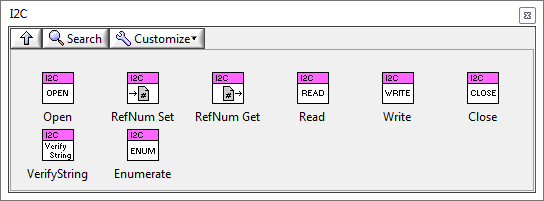 I2C
Search Customize
I2C I2C I2C I2C I2C I2C
OPEN READ WRITE CLOSE
Open RefNum Set RefNum Get Read Write Close
I2C I2C
Verify String ENUM
VerifyString Enumerate